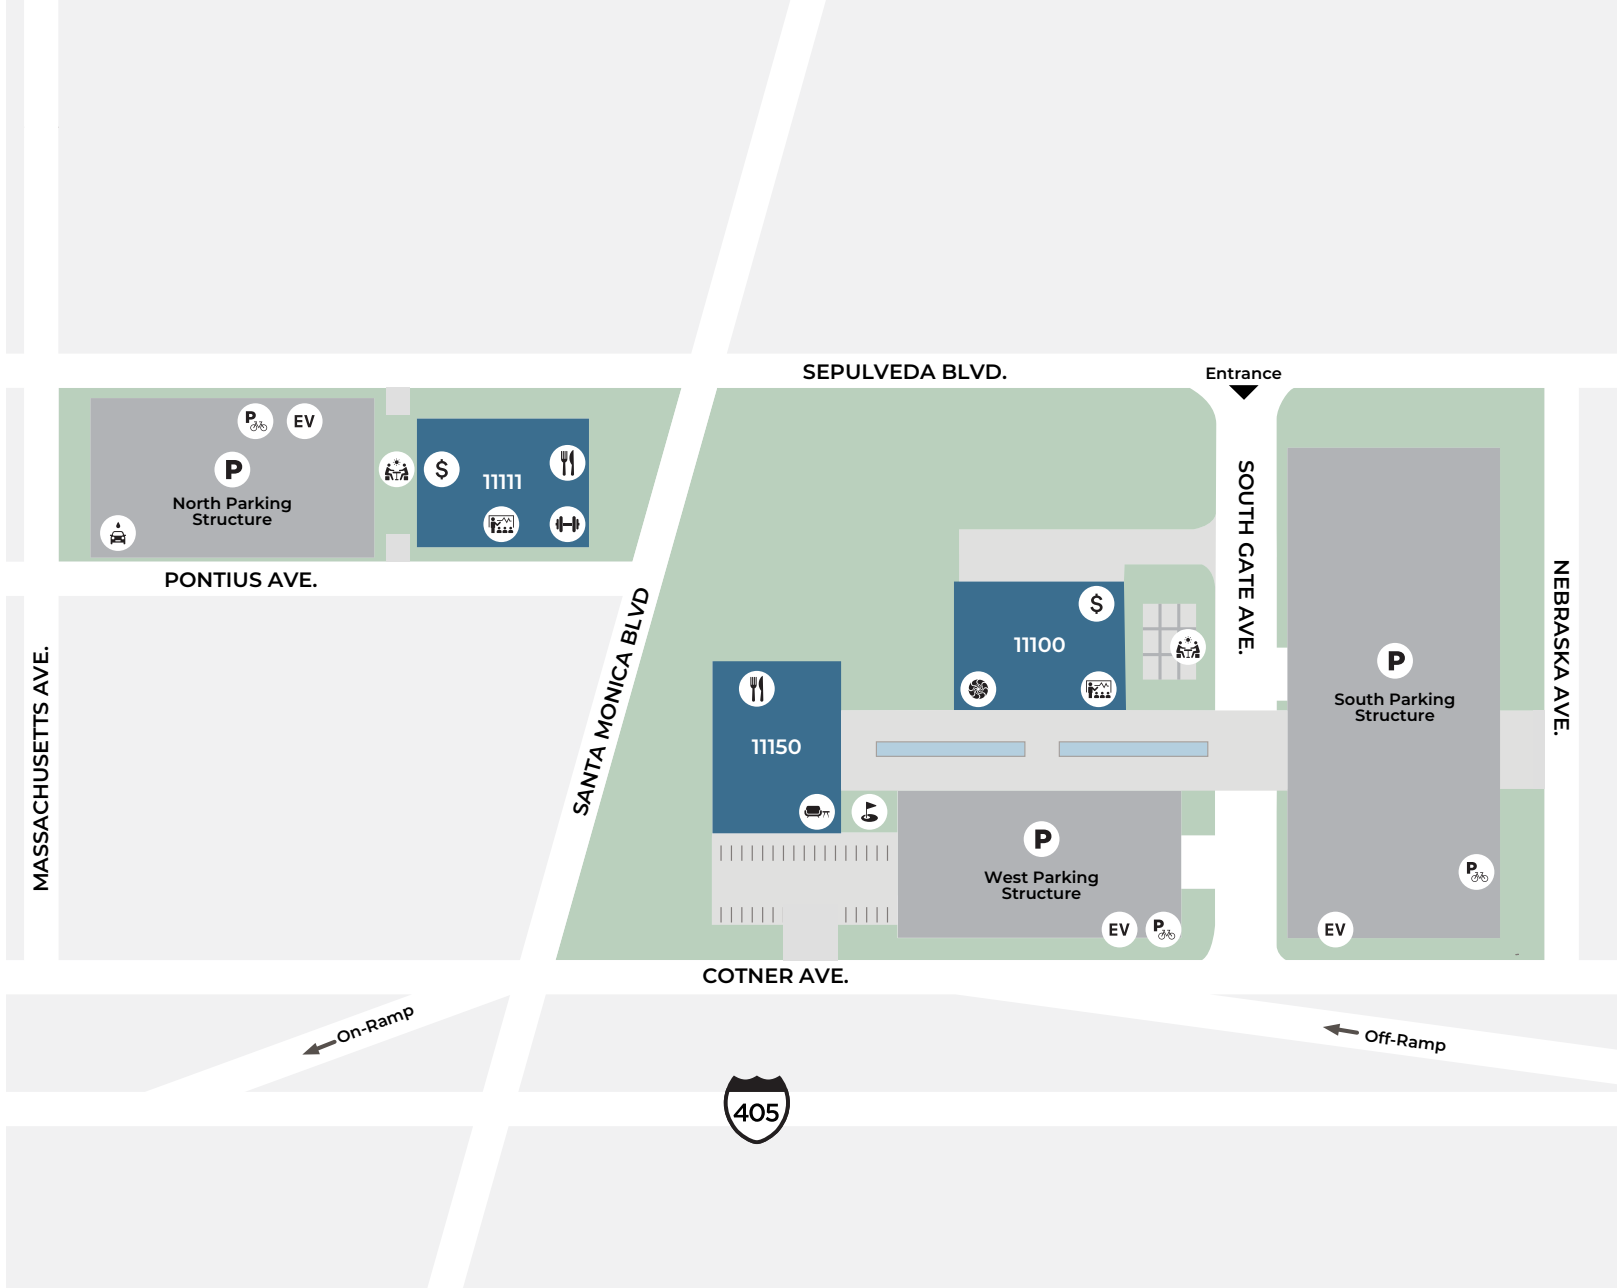 SEPULVEDA BLVD.
Entrance
P
EV
$
11111
P
North Parking
Structure
SOUTH GATE AVE.
PONTIUS AVE.
SANTA MONICA BLVD
NEBRASKA AVE.
MASSACHUSETTS AVE.
$
11100
P
South Parking
Structure
11150
P
West Parking
Structure
P
EV
P
EV
COTNER AVE.
On-Ramp
Off-Ramp
405